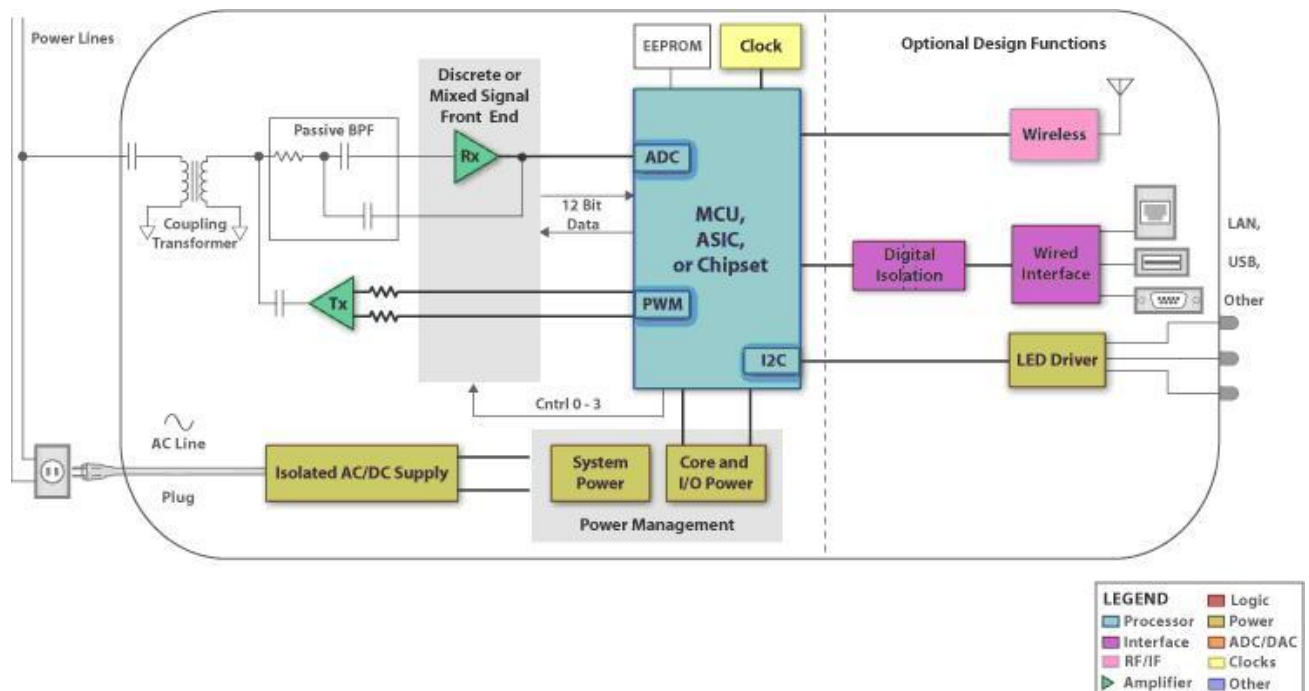 Power Lines
EEPROM
Clock
Optional Design Functions
Discrete or
Mixed Signal
Front End
Passive BPF
Rx
ADC
Wireless
12 Bit
Data
Coupling
Transformer
MCU,
ASIC,
or Chipset
Digital
Isolation
Wired
Interface
LAN,
USB,
Other
Tx
PWM
I2C
LED Driver
Cntrl 0 - 3
AC Line
Plug
Isolated AC/DC Supply
System
Power
Core and
I/O Power
Power Management
LEGEND
Processor
Interface
RF/IF
Amplifier
Logic
Power
ADC/DAC
Clocks
Other